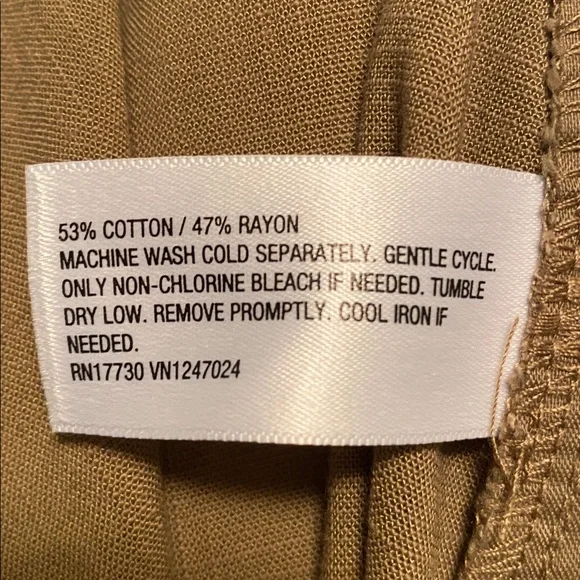 53% COTTON / 47% RAYON
MACHINE WASH COLD SEPARATELY. GENTLE CYCLE.
ONLY NON-CHLORINE BLEACH IF NEEDED. TUMBLE
DRY LOW. REMOVE PROMPTLY. COOL IRON IF
NEEDED.
RN17730 VN1247024